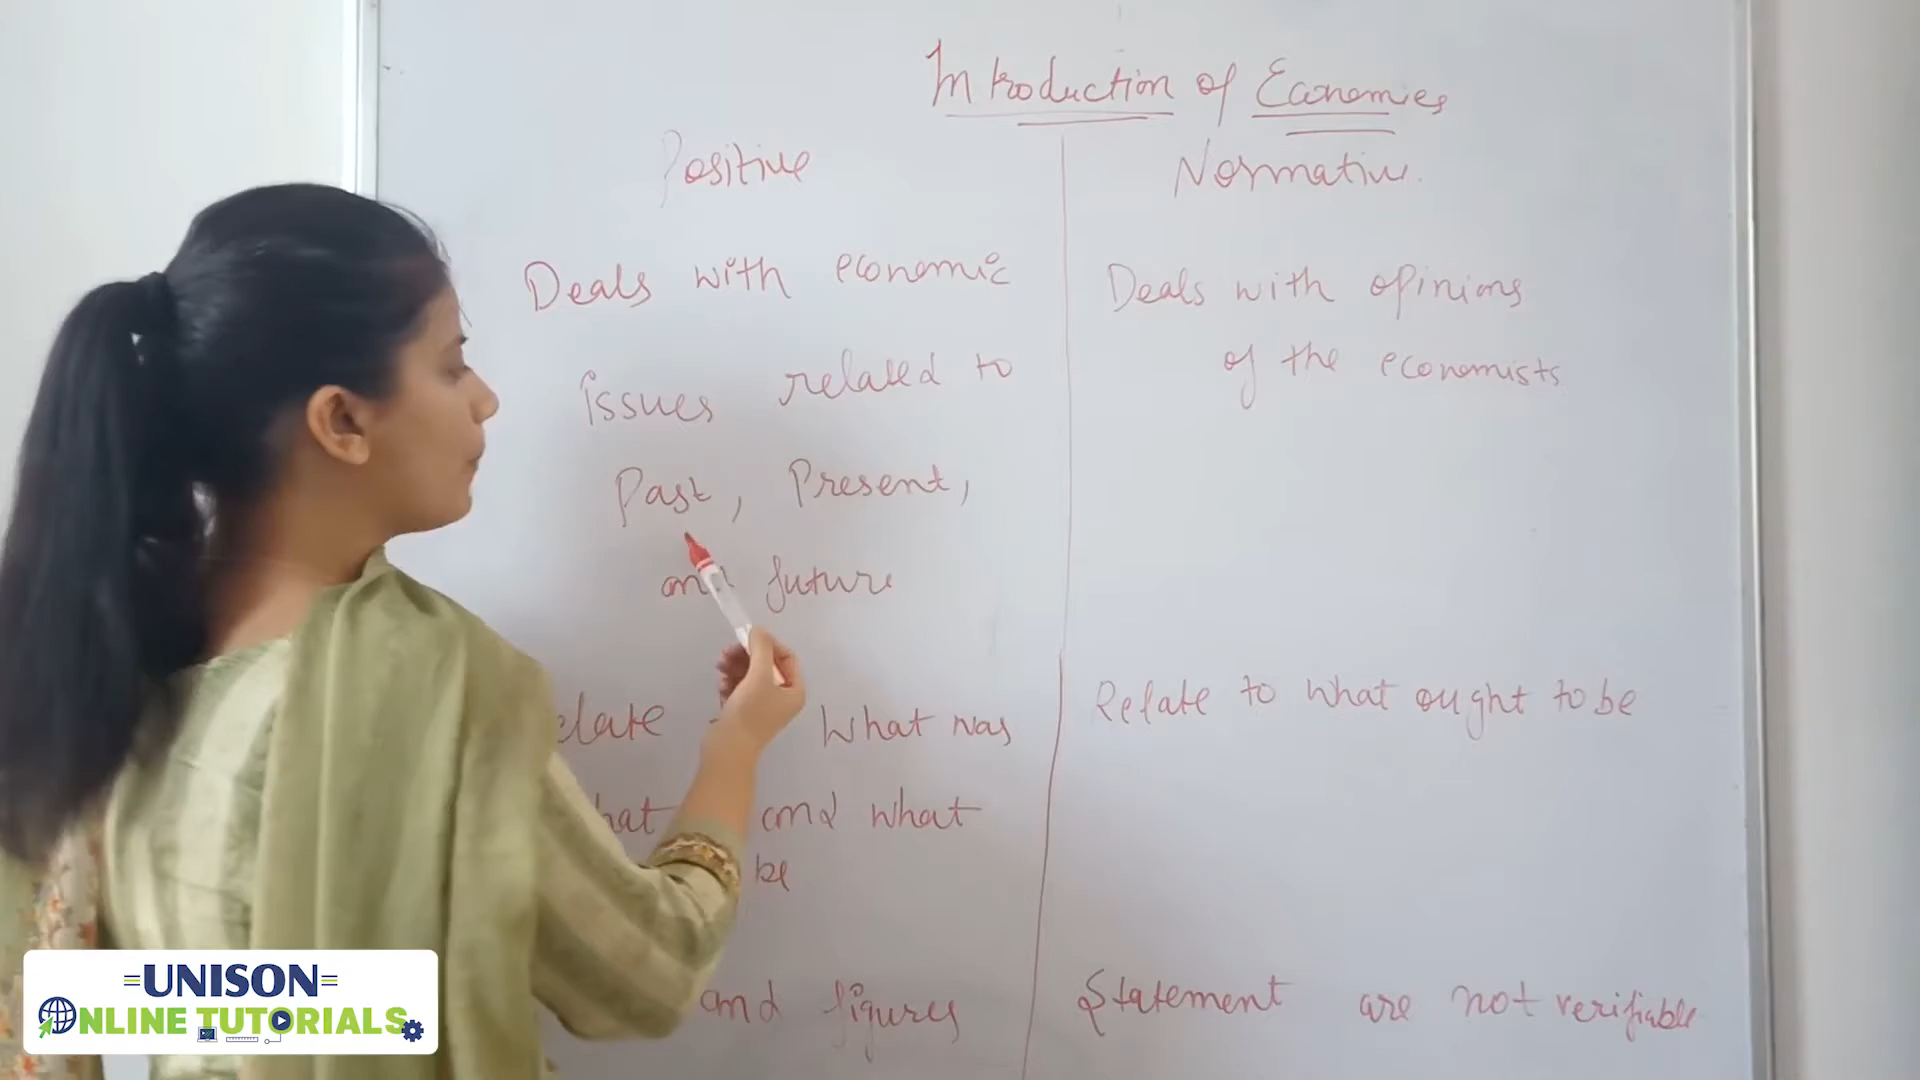 Introduction of Economics
Positive
Deals with economic
issues related to
Past, Present,
and future
What was
and what
be
and figures
Normative.
Deals with opinions
of the economists
Relate to what ought to be
Statement are not verifiable
UNISON
ONLINE TUTORIALS